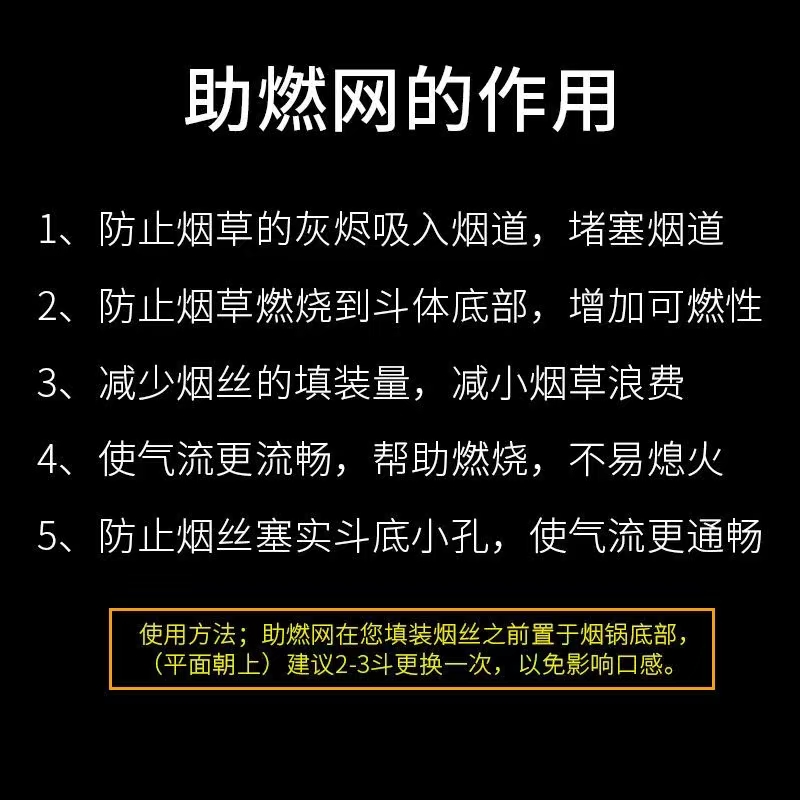 助燃网的作用
1、防止烟草的灰烬吸入烟道，堵塞烟道
2、防止烟草燃烧到斗体底部，增加可燃性
3、减少烟丝的填装量，减小烟草浪费
4、使气流更流畅，帮助燃烧，不易熄火
5、防止烟丝塞实斗底小孔，使气流更通畅
使用方法；助燃网在您填装烟丝之前置于烟锅底部，
（平面朝上）建议2-3斗更换一次，以免影响口感。